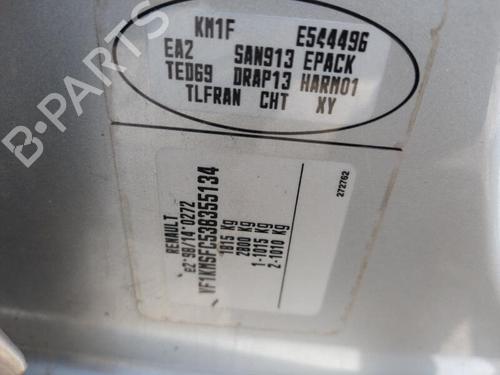 KM1F E544496
EA2 SAN913 EPACK
TED69 DRAP13 HARM01
TLFRAN CHT XY
272762
RENAULT
e2*98/14*0272
VF1KMSFC538355134
1815 Kg
2800 Kg
1-1015 Kg
2-1010 Kg
B-PARTS